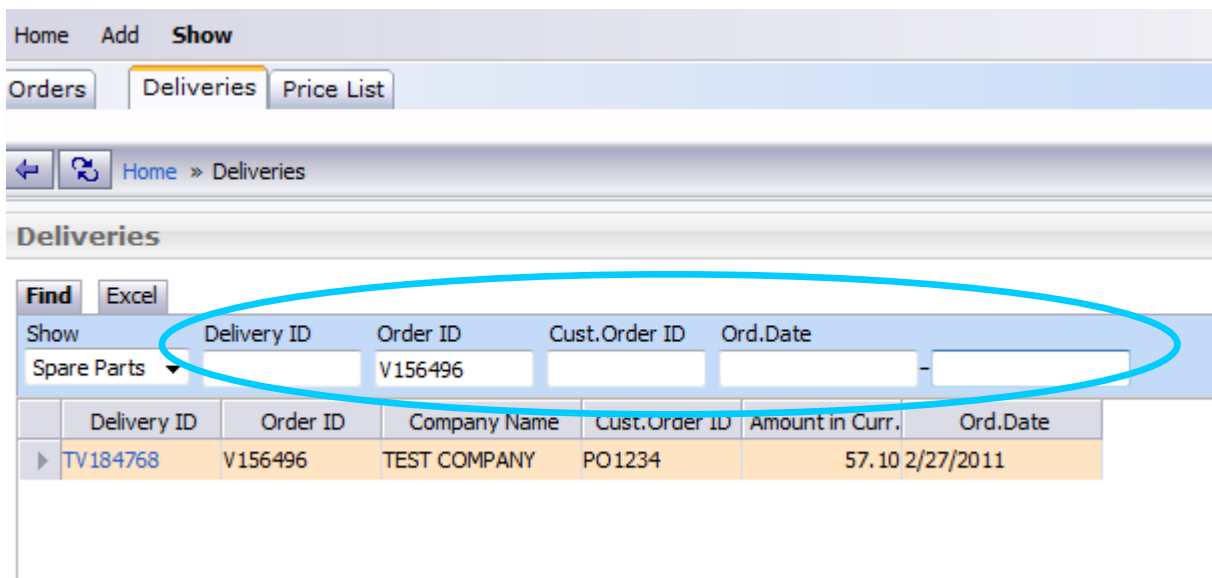 Home Add Show
Orders Deliveries Price List
Home » Deliveries
Deliveries
Find Excel
Show Delivery ID Order ID Cust.Order ID Ord.Date
Spare Parts V156496 -
Delivery ID Order ID Company Name Cust.Order ID Amount in Curr. Ord.Date
TV184768 V156496 TEST COMPANY PO1234 57.10 2/27/2011